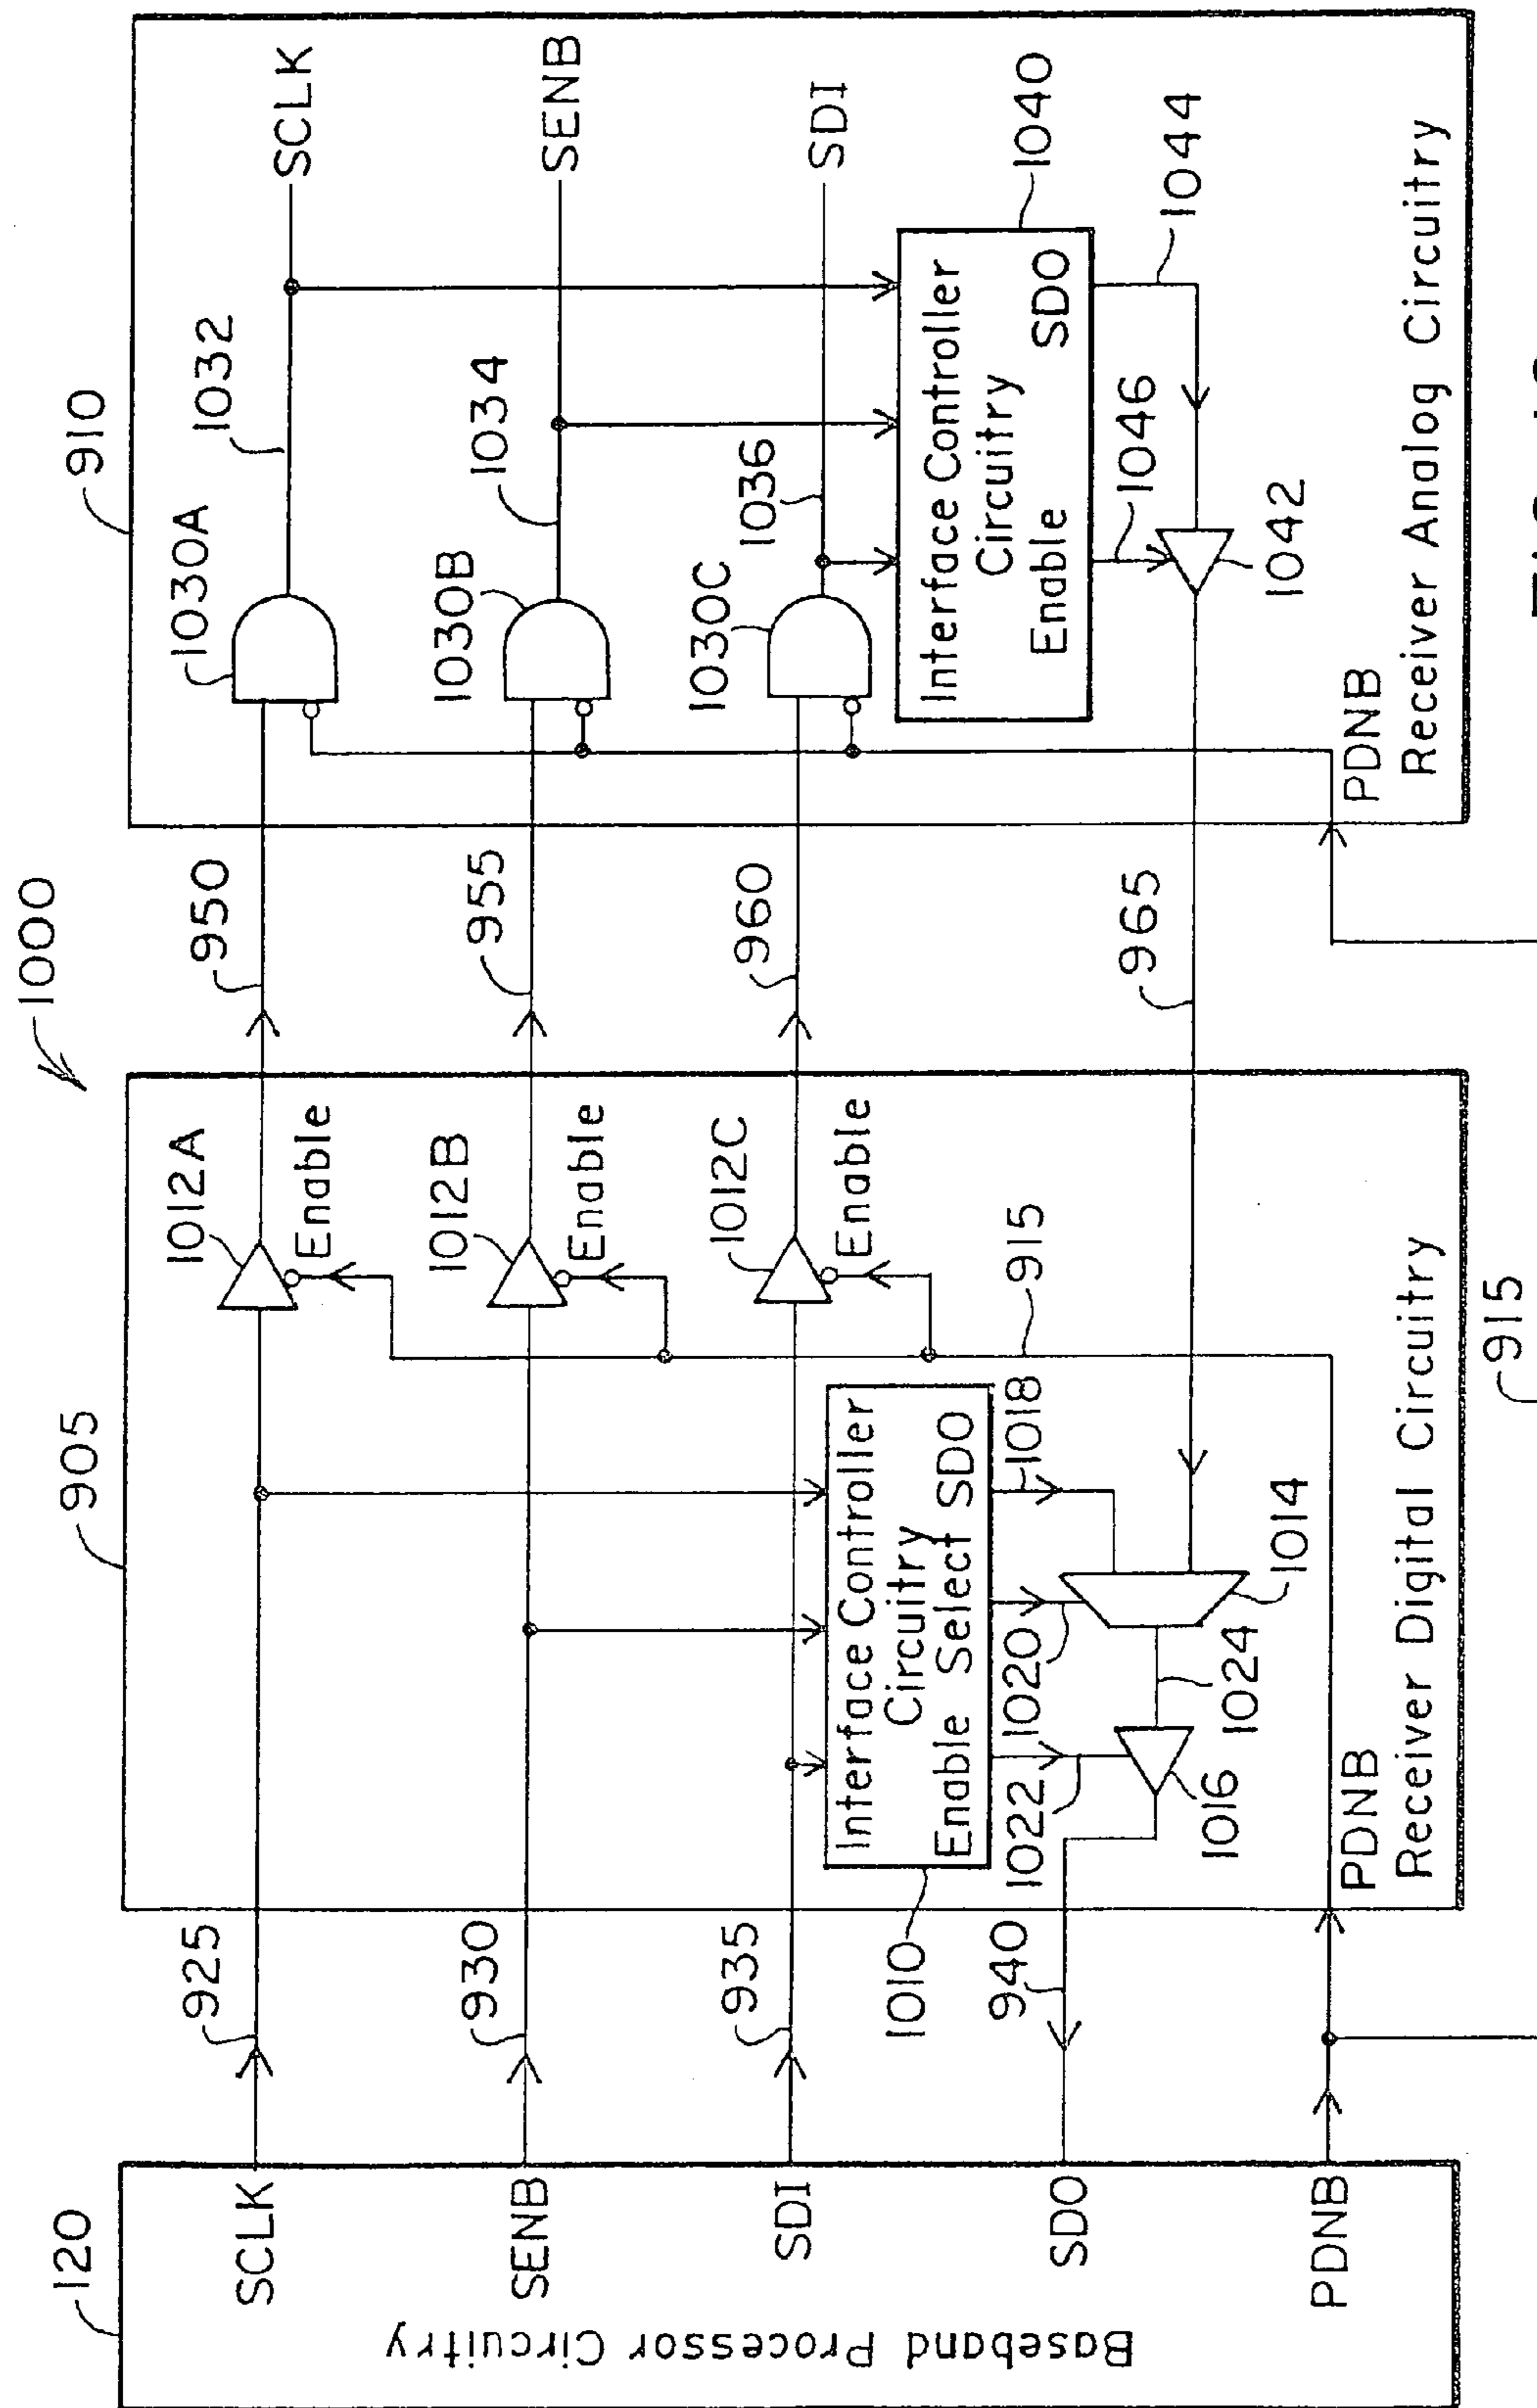 1000
120
905
910
Baseband Processor Circuitry
SCLK
SENB
SDI
SDO
PDNB
925
930
935
940
1012A
Enable
1012B
Enable
1012C
Enable
915
Interface Controller
Circuitry
Enable Select SDO
1010
1018
1020
1022
1014
1024
1016
PDNB
Receiver Digital Circuitry
915
950
955
960
965
1030A
1032
SCLK
1030B
1034
SENB
1030C
1036
SDI
Interface Controller
Circuitry
Enable SDO
1040
1044
1046
1042
PDNB
Receiver Analog Circuitry